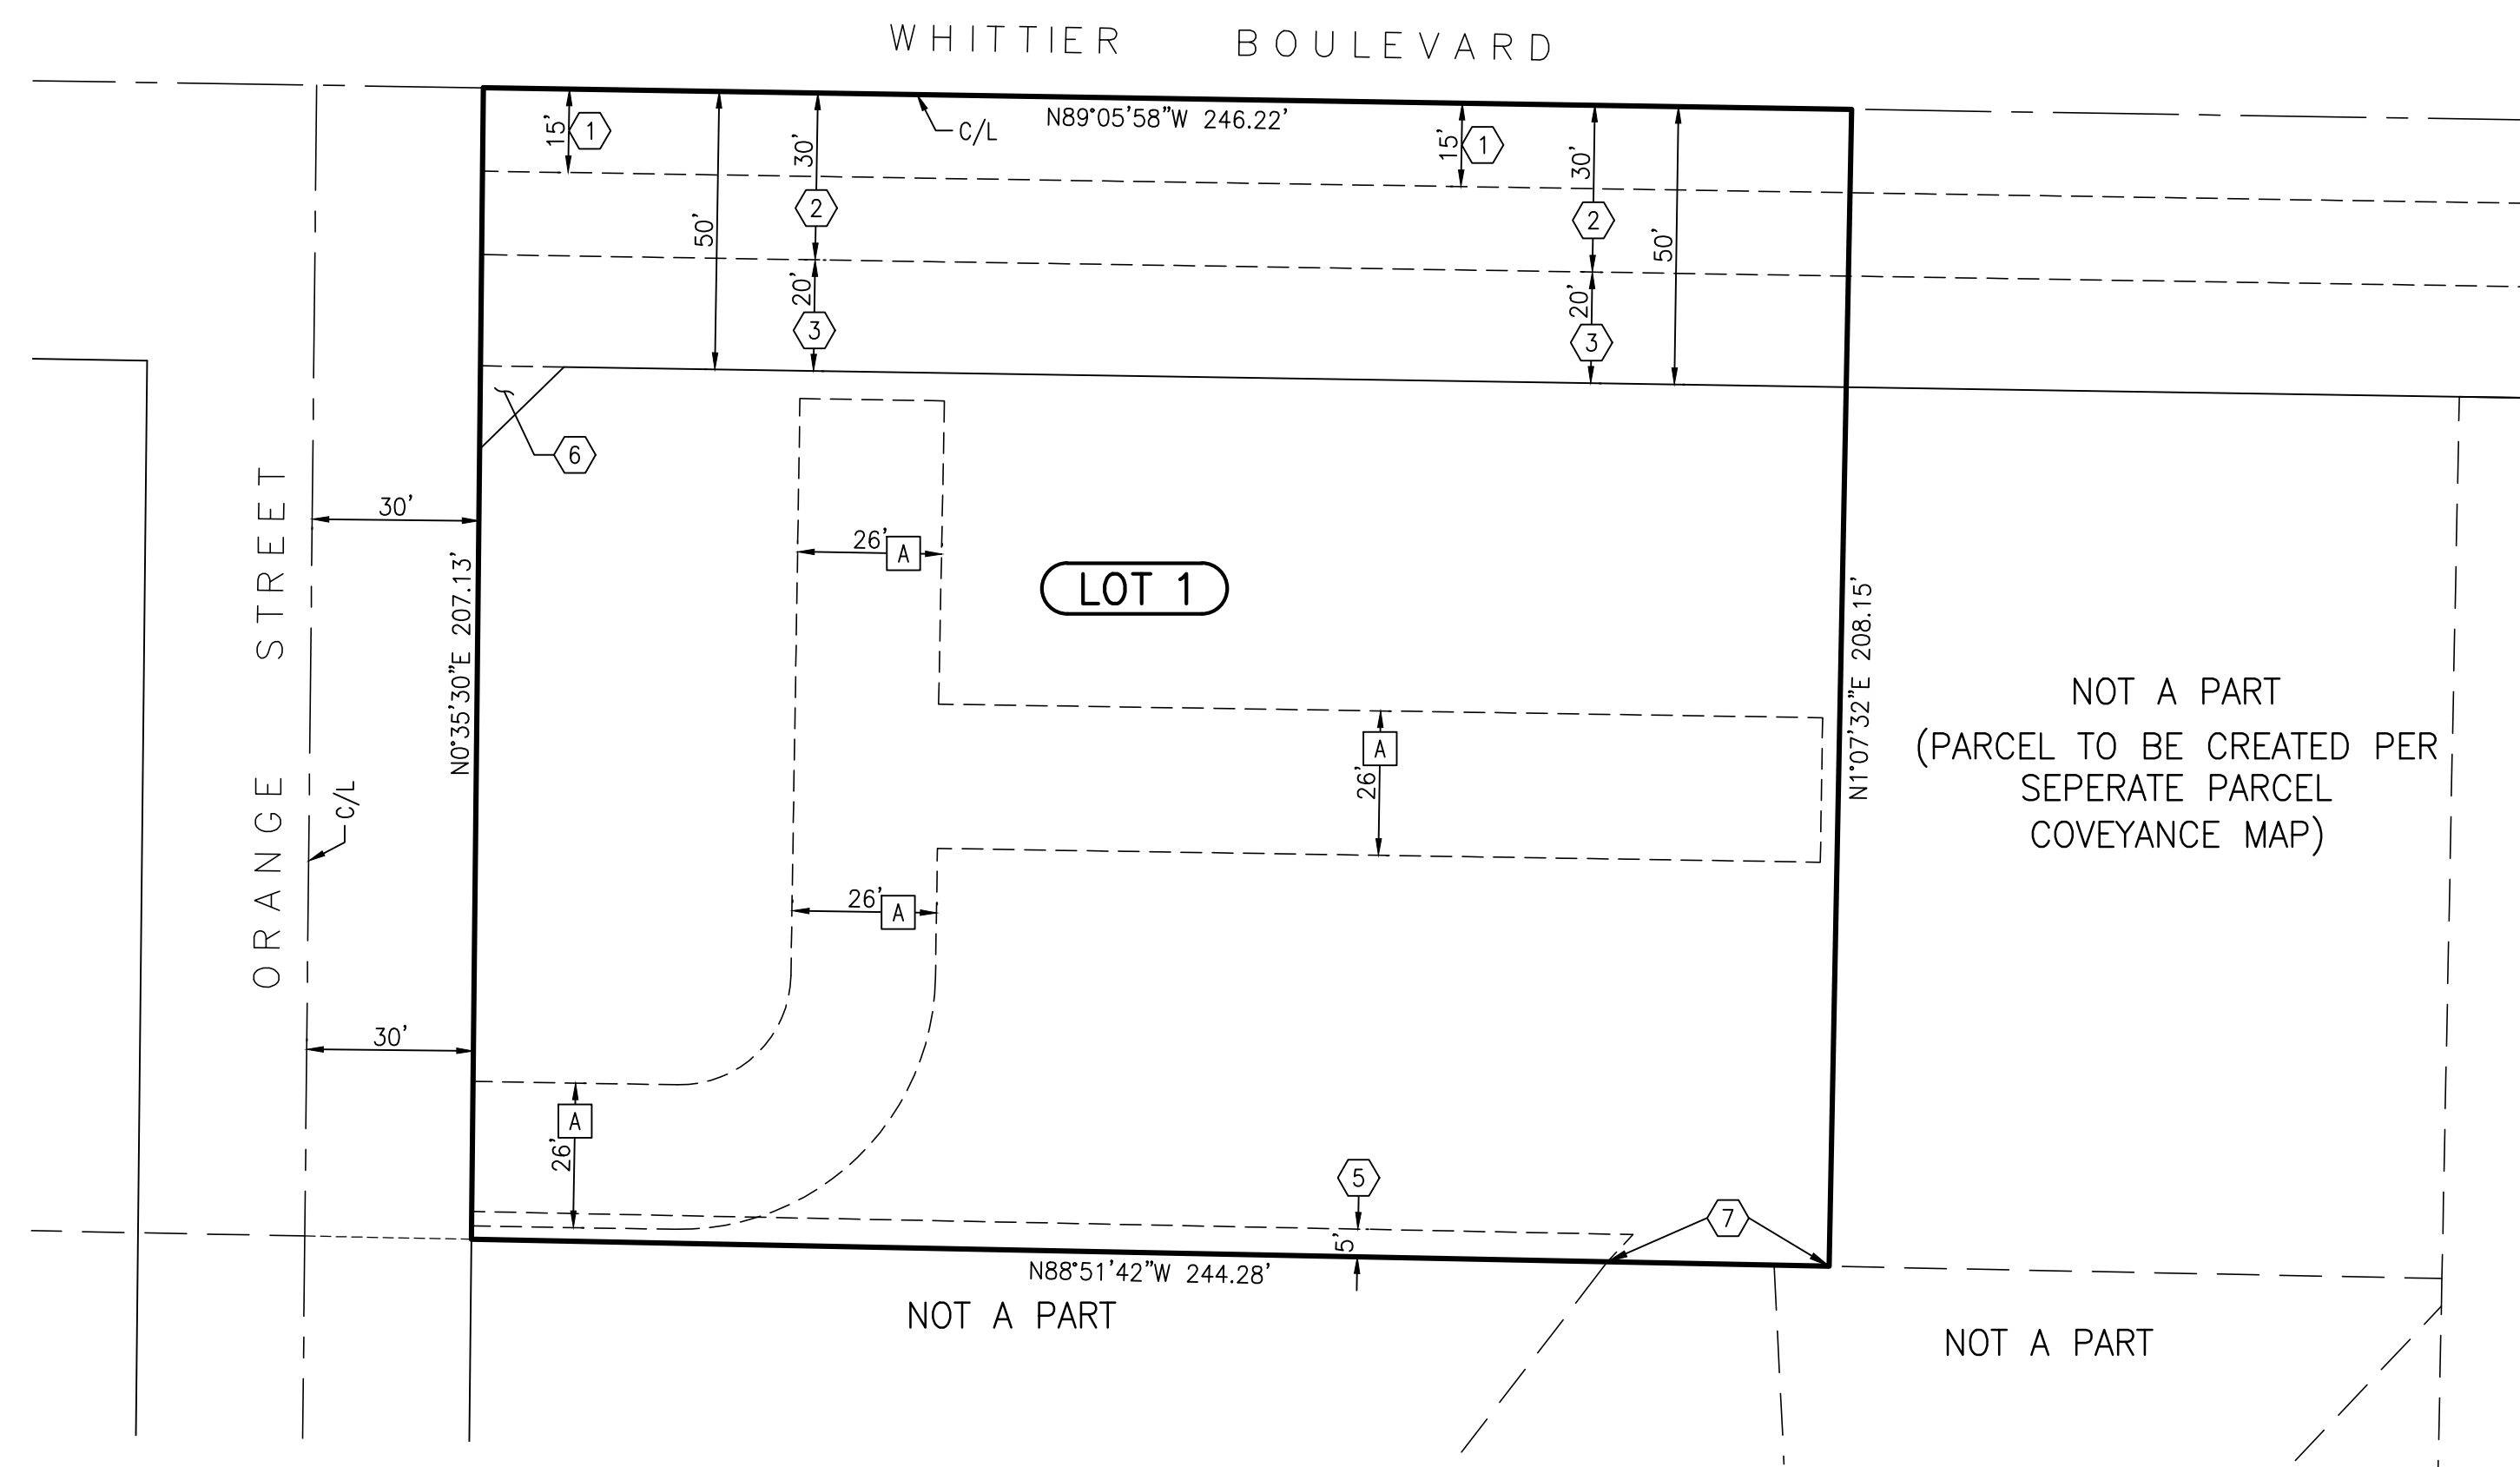 WHITTIER BOULEVARD
N89°05'58"W 246.22'
C/L
15'
1
50'
30'
2
20'
3
15'
1
30'
2
20'
3
50'
6
30'
ORANGE STREET
C/L
N0°35'30"E 207.13'
26'
A
LOT 1
N1°07'32"E 208.15'
NOT A PART
(PARCEL TO BE CREATED PER
SEPERATE PARCEL
COVEYANCE MAP)
A
26'
26'
A
30'
A
26'
5
5'
7
N88°51'42"W 244.28'
NOT A PART
NOT A PART